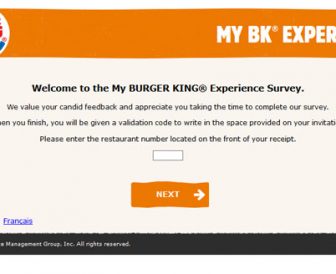 MY BK® EXPER
Welcome to the My BURGER KING® Experience Survey.
We value your candid feedback and appreciate you taking the time to complete our survey.
en you finish, you will be given a validation code to write in the space provided on your invitati
Please enter the restaurant number located on the front of your receipt.
NEXT
Français
e Management Group, Inc. All rights reserved.